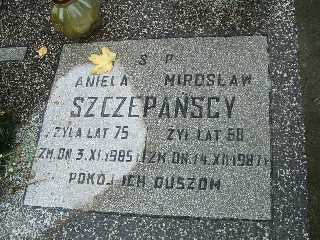 S P
ANIELA MIROSŁAW
SZCZEPAŃSCY
ŻYŁA LAT 75 ŻYŁ LAT 68
ZM. DN 3. XI. 1985 ZM. DN. 14. XII. 1987
POKÓJ ICH DUSZOM